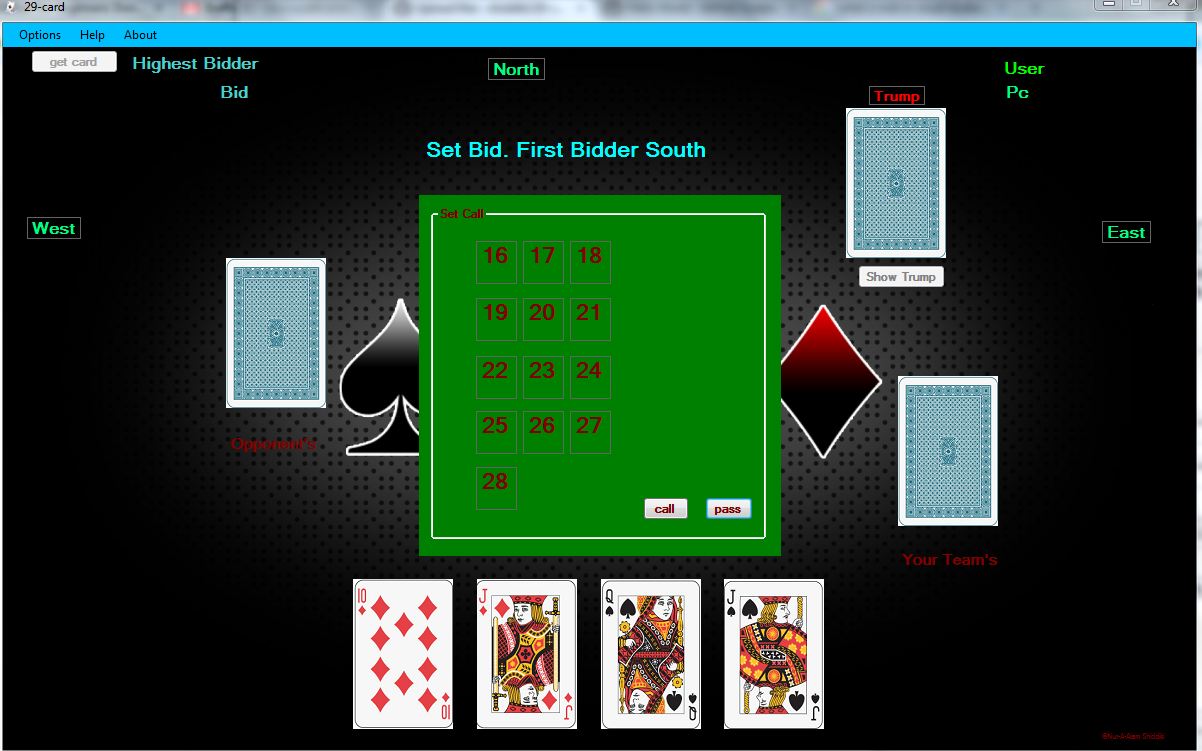 29-card
Options Help About
get card Highest Bidder
Bid
North
User
Pc
Trump
Set Bid. First Bidder South
West
East
Show Trump
Set Call
16 17 18
19 20 21
22 23 24
25 26 27
28
call pass
Opponent's
Your Team's
10 J Q J
10 J Q J